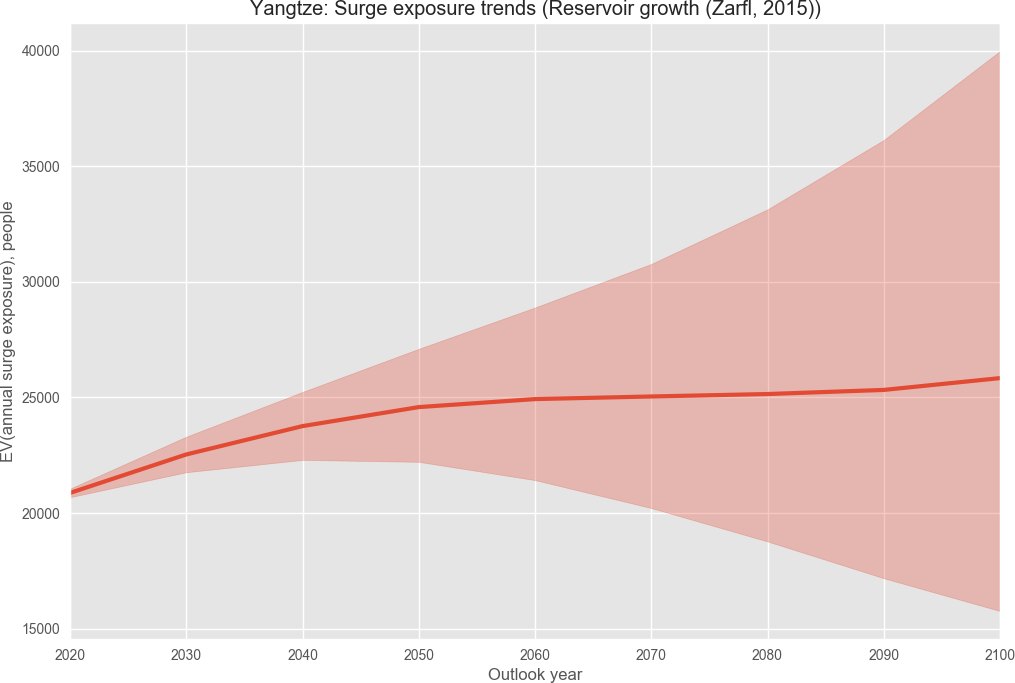 Yangtze: Surge exposure trends (Reservoir growth (Zarfl, 2015))
EV(annual surge exposure), people
40000
35000
30000
25000
20000
15000
2020 2030 2040 2050 2060 2070 2080 2090 2100
Outlook year